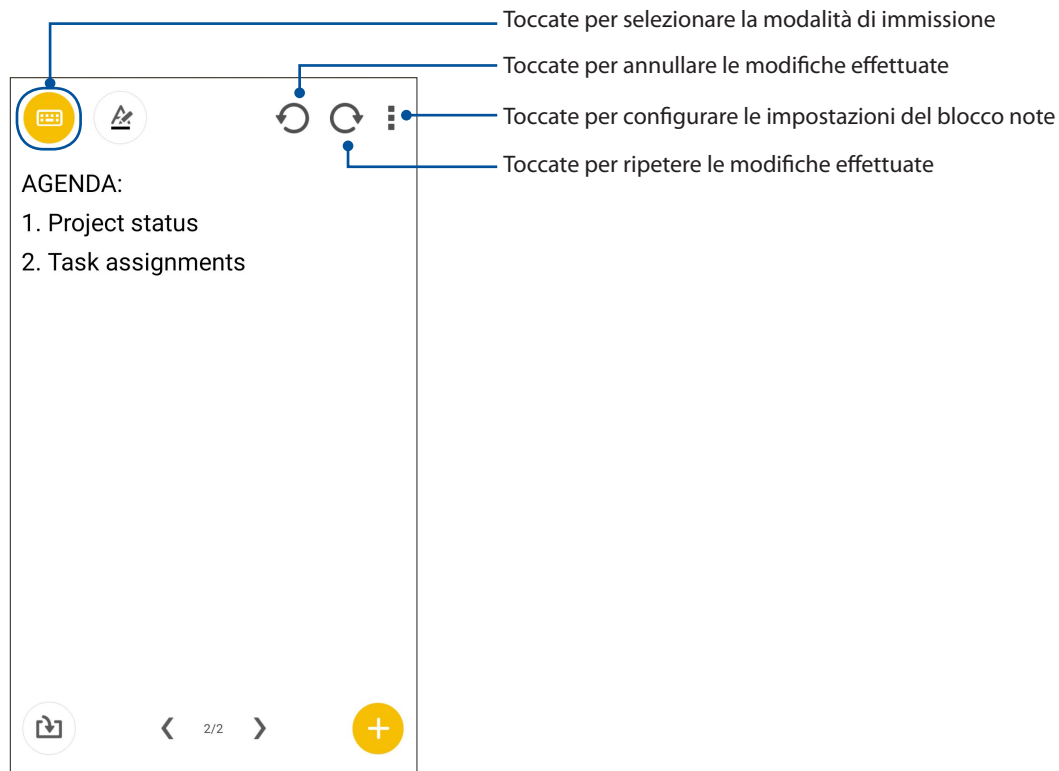 Toccate per selezionare la modalità di immissione
Toccate per annullare le modifiche effettuate
Toccate per configurare le impostazioni del blocco note
Toccate per ripetere le modifiche effettuate
AGENDA:
1. Project status
2. Task assignments
2/2